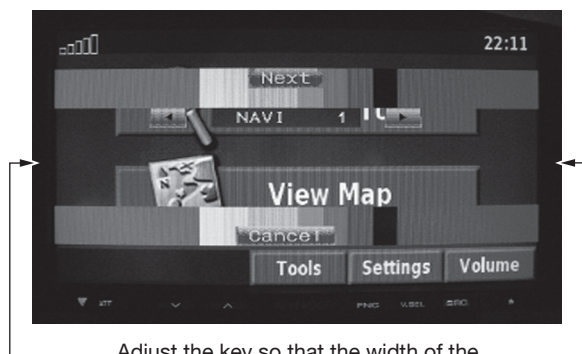 22:11
Next
NAVI 1
View Map
Cancel
Tools Settings Volume
ATT
Adjust the key so that the width of the